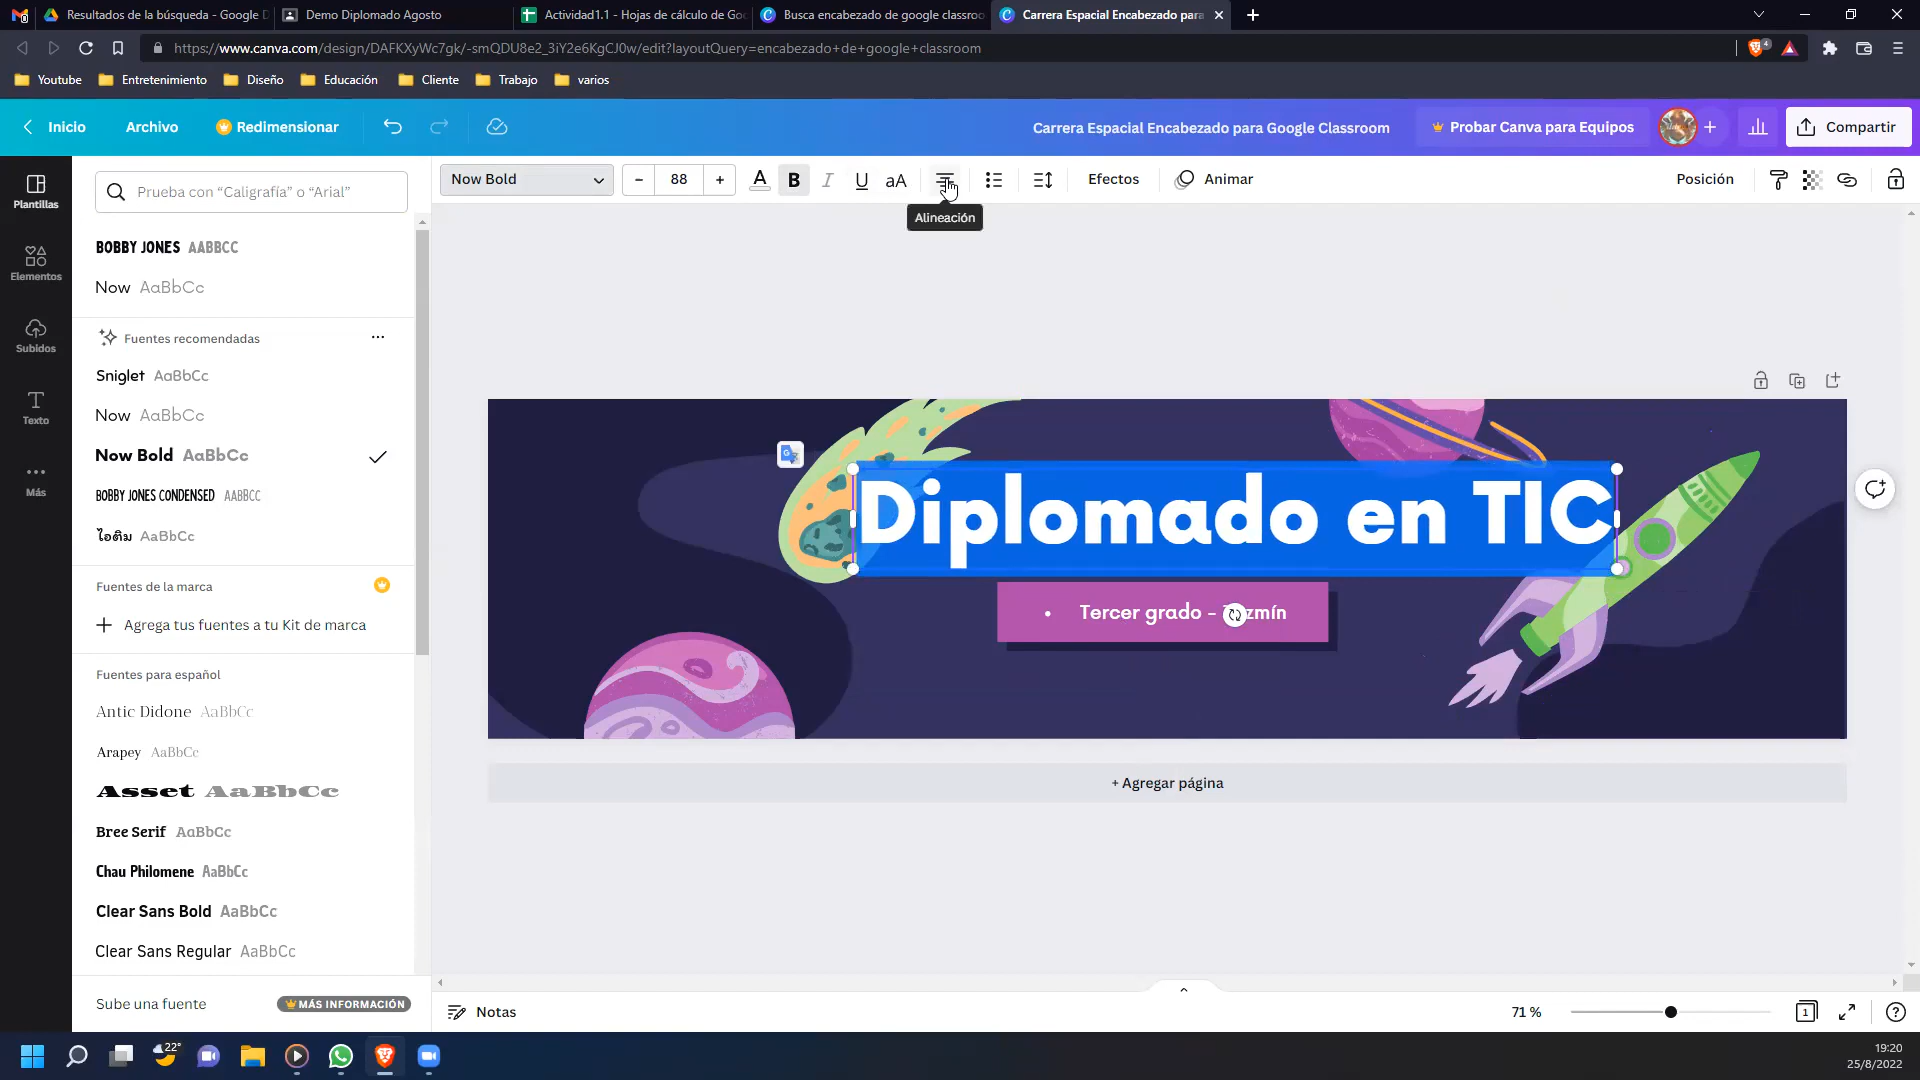 Resultados de la búsqueda - Google D
Demo Diplomado Agosto
Actividad1.1 - Hojas de cálculo de Goo
Busca encabezado de google classroo
Carrera Espacial Encabezado para
https://www.canva.com/design/DAFKXyWc7gk/-smQDU8e2_3iY2e6KgCJ0w/edit?layoutQuery=encabezado+de+google+classroom
4
Youtube
Entretenimiento
Diseño
Educación
Cliente
Trabajo
varios
Inicio
Archivo
Redimensionar
Carrera Espacial Encabezado para Google Classroom
Probar Canva para Equipos
Compartir
Plantillas
Elementos
Subidos
Texto
Más
Prueba con “Caligrafía” o “Arial”
BOBBY JONES AABBCC
Now AaBbCc
Fuentes recomendadas
Sniglet AaBbCc
Now AaBbCc
Now Bold AaBbCc
BOBBY JONES CONDENSED AABBCC
ไอติม AaBbCc
Fuentes de la marca
Agrega tus fuentes a tu Kit de marca
Fuentes para español
Antic Didone AaBbCc
Arapey AaBbCc
Asset AaBbCc
Bree Serif AaBbCc
Chau Philomene AaBbCc
Clear Sans Bold AaBbCc
Clear Sans Regular AaBbCc
Sube una fuente
MÁS INFORMACIÓN
Now Bold
- 88 +
A B I U aA
Efectos
Animar
Posición
Alineación
Diplomado en TIC
• Tercer grado - zmín
+ Agregar página
Notas
71 %
1
?
22°
19:20
25/8/2022